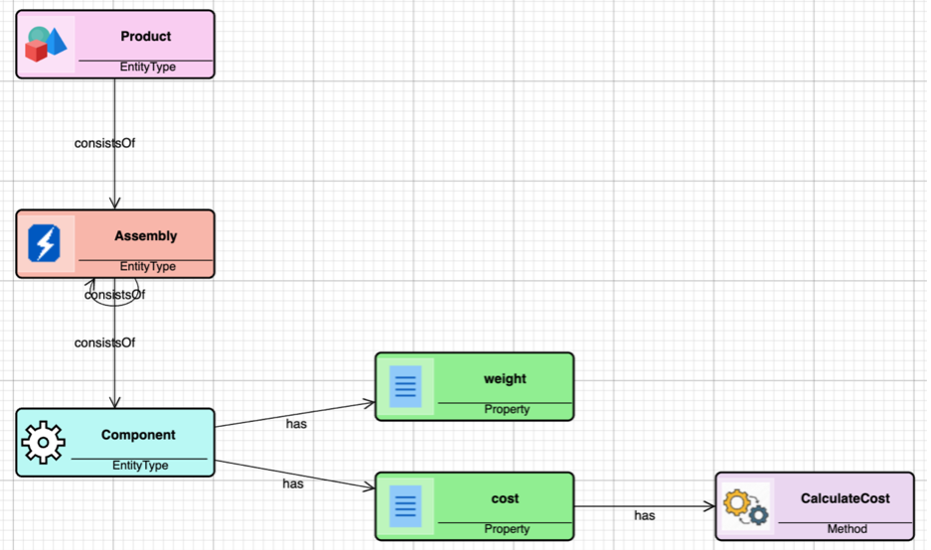 Product
EntityType
consistsOf
Assembly
EntityType
consistsOf
consistsOf
weight
Property
Component
EntityType
has
has
cost
Property
has
CalculateCost
Method